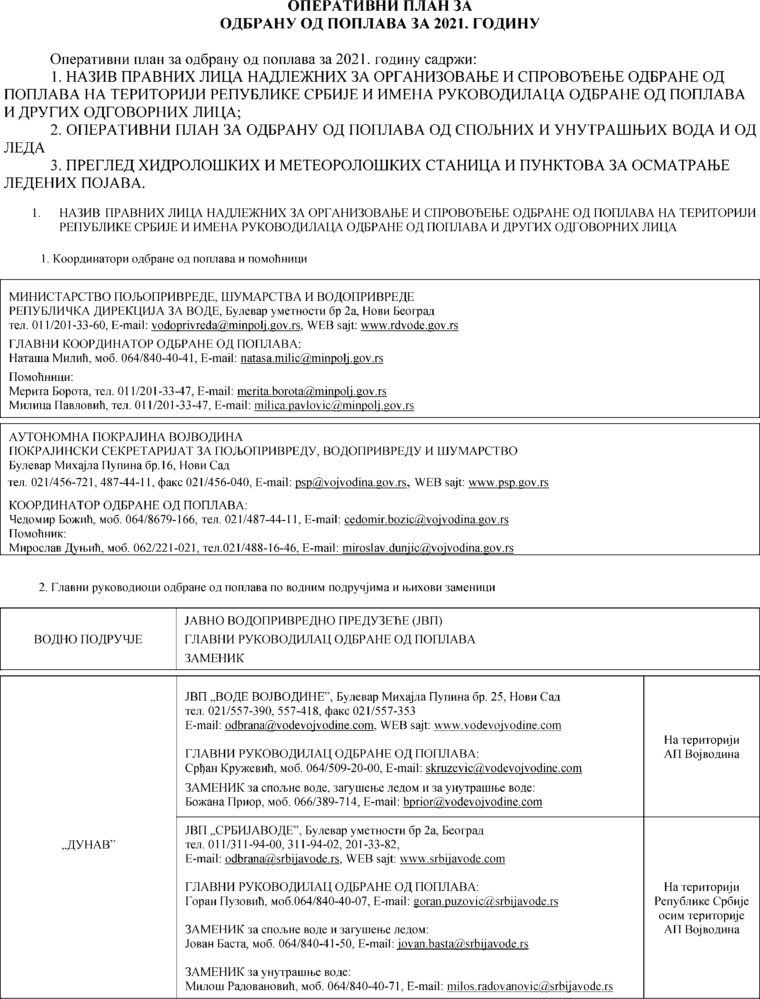 ОПЕРАТИВНИ ПЛАН ЗА
ОДБРАНУ ОД ПОПЛАВА ЗА 2021. ГОДИНУ
Оперативни план за одбрану од поплава за 2021. годину садржи:
1. НАЗИВ ПРАВНИХ ЛИЦА НАДЛЕЖНИХ ЗА ОРГАНИЗОВАЊЕ И СПРОВОЂЕЊЕ ОДБРАНЕ ОД
ПОПЛАВА НА ТЕРИТОРИЈИ РЕПУБЛИКЕ СРБИЈЕ И ИМЕНА РУКОВОДИЛАЦА ОДБРАНЕ ОД ПОПЛАВА
И ДРУГИХ ОДГОВОРНИХ ЛИЦА;
2. ОПЕРАТИВНИ ПЛАН ЗА ОДБРАНУ ОД ПОПЛАВА ОД СПОЉНИХ И УНУТРАШЊИХ ВОДА И ОД
ЛЕДА
3. ПРЕГЛЕД ХИДРОЛОШКИХ И МЕТЕОРОЛОШКИХ СТАНИЦА И ПУНКТОВА ЗА ОСМАТРАЊЕ
ЛЕДЕНИХ ПОЈАВА.
1. НАЗИВ ПРАВНИХ ЛИЦА НАДЛЕЖНИХ ЗА ОРГАНИЗОВАЊЕ И СПРОВОЂЕЊЕ ОДБРАНЕ ОД ПОПЛАВА НА ТЕРИТОРИЈИ
РЕПУБЛИКЕ СРБИЈЕ И ИМЕНА РУКОВОДИЛАЦА ОДБРАНЕ ОД ПОПЛАВА И ДРУГИХ ОДГОВОРНИХ ЛИЦА
1. Координатори одбране од поплава и помоћници
МИНИСТАРСТВО ПОЉОПРИВРЕДЕ, ШУМАРСТВА И ВОДОПРИВРЕДЕ
РЕПУБЛИЧКА ДИРЕКЦИЈА ЗА ВОДЕ, Булевар уметности бр 2а, Нови Београд
тел. 011/201-33-60, E-mail: vodoprivreda@minpolj.gov.rs, WEB sajt: www.rdvode.gov.rs
ГЛАВНИ КООРДИНАТОР ОДБРАНЕ ОД ПОПЛАВА:
Наташа Милић, моб. 064/840-40-41, E-mail: natasa.milic@minpolj.gov.rs
Помоћници:
Мерита Борота, тел. 011/201-33-47, E-mail: merita.borota@minpolj.gov.rs
Милица Павловић, тел. 011/201-33-47, E-mail: milica.pavlovic@minpolj.gov.rs
АУТОНОМНА ПОКРАЈИНА ВОЈВОДИНА
ПОКРАЈИНСКИ СЕКРЕТАРИЈАТ ЗА ПОЉОПРИВРЕДУ, ВОДОПРИВРЕДУ И ШУМАРСТВО
Булевар Михајла Пупина бр.16, Нови Сад
тел. 021/456-721, 487-44-11, факс 021/456-040, E-mail: psp@vojvodina.gov.rs, WEB sajt: www.psp.gov.rs
КООРДИНАТОР ОДБРАНЕ ОД ПОПЛАВА:
Чедомир Божић, моб. 064/8679-166, тел. 021/487-44-11, E-mail: cedomir.bozic@vojvodina.gov.rs
Помоћник:
Мирослав Дуњић, моб. 062/221-021, тел.021/488-16-46, E-mail: miroslav.dunjic@vojvodina.gov.rs
2. Главни руководиоци одбране од поплава по водним подручјима и њихови заменици
ВОДНО ПОДРУЧЈЕ
ЈАВНО ВОДОПРИВРЕДНО ПРЕДУЗЕЋЕ (ЈВП)
ГЛАВНИ РУКОВОДИЛАЦ ОДБРАНЕ ОД ПОПЛАВА
ЗАМЕНИК
„ДУНАВ”
ЈВП „ВОДЕ ВОЈВОДИНЕ”, Булевар Михајла Пупина бр. 25, Нови Сад
тел. 021/557-390, 557-418, факс 021/557-353
E-mail: odbrana@vodevojvodine.com, WEB sajt: www.vodevojvodine.com
ГЛАВНИ РУКОВОДИЛАЦ ОДБРАНЕ ОД ПОПЛАВА:
Срђан Кружевић, моб. 064/509-20-00, E-mail: skruzevic@vodevojvodine.com
ЗАМЕНИК за спољне воде, загушење ледом и за унутрашње воде:
Божана Приор, моб. 066/389-714, E-mail: bprior@vodevojvodine.com
На територији
АП Војводина
ЈВП „СРБИЈАВОДЕ”, Булевар уметности бр 2а, Београд
тел. 011/311-94-00, 311-94-02, 201-33-82,
E-mail: odbrana@srbijavode.rs, WEB sajt: www.srbijavode.com
ГЛАВНИ РУКОВОДИЛАЦ ОДБРАНЕ ОД ПОПЛАВА:
Горан Пузовић, моб.064/840-40-07, E-mail: goran.puzovic@srbijavode.rs
ЗАМЕНИК за спољне воде и загушење ледом:
Јован Баста, моб. 064/840-41-50, E-mail: jovan.basta@srbijavode.rs
ЗАМЕНИК за унутрашње воде:
Милош Радовановић, моб. 064/840-40-71, E-mail: milos.radovanovic@srbijavode.rs
На територији
Републике Србије
осим територије
АП Војводина